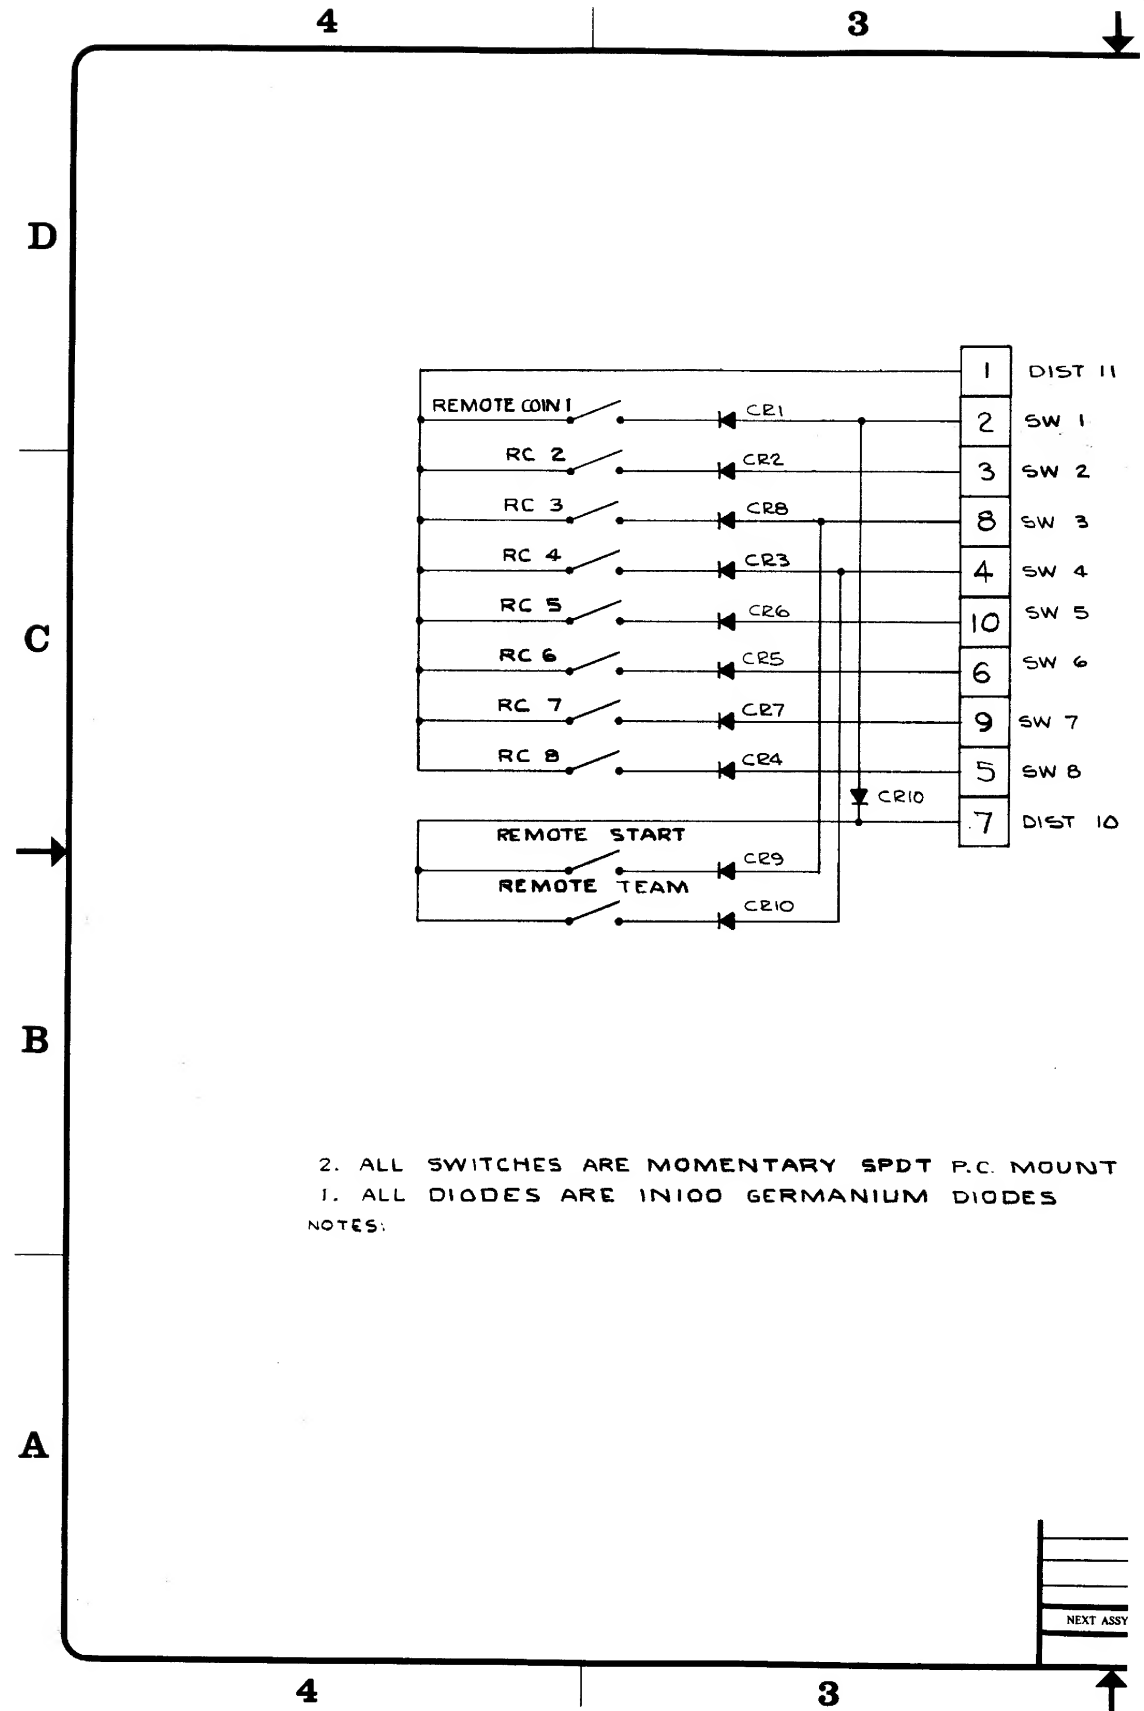 4 3
D
1 DIST 11
REMOTE COIN 1 CR1 2 SW 1
RC 2 CR2 3 SW 2
RC 3 CR8 8 SW 3
RC 4 CR3 4 SW 4
RC 5 CR6 10 SW 5
C
RC 6 CR5 6 SW 6
RC 7 CR7 9 SW 7
RC 8 CR4 5 SW 8
CR10
7 DIST 10
REMOTE START
CR9
REMOTE TEAM
CR10
B
2. ALL SWITCHES ARE MOMENTARY SPDT P.C. MOUNT
1. ALL DIODES ARE 1N100 GERMANIUM DIODES
NOTES:
A
NEXT ASSY
4 3